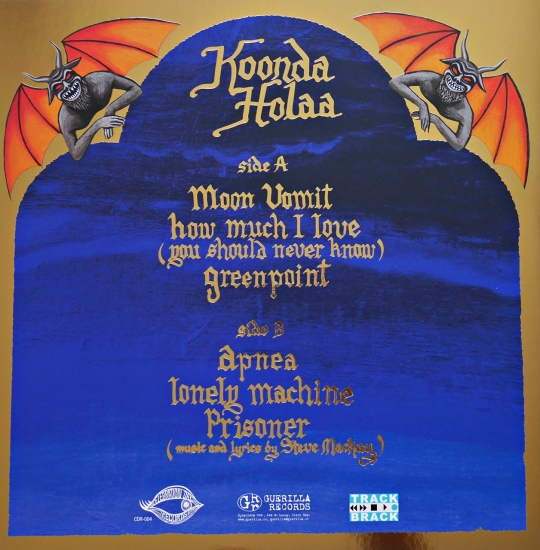 Koonda
Holaa
side A
Moon Vomit
how much I love
(you should never know)
greenpoint
side B
Apnea
lonely machine
Prisoner
(music and lyrics by Steve Mackay)
CDR-004
GUERILLA
RECORDS
TRACK
BRACK